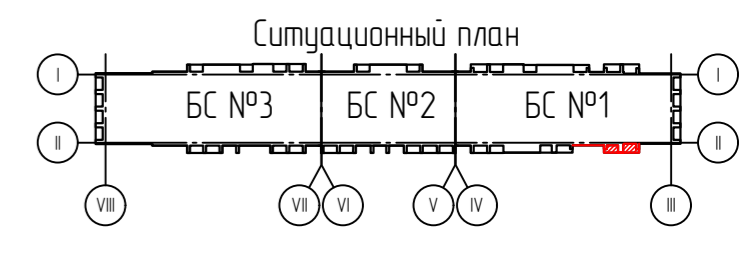 Ситуационный план
I I
БС №3 БС №2 БС №1
II II
VIII VII VI V IV III